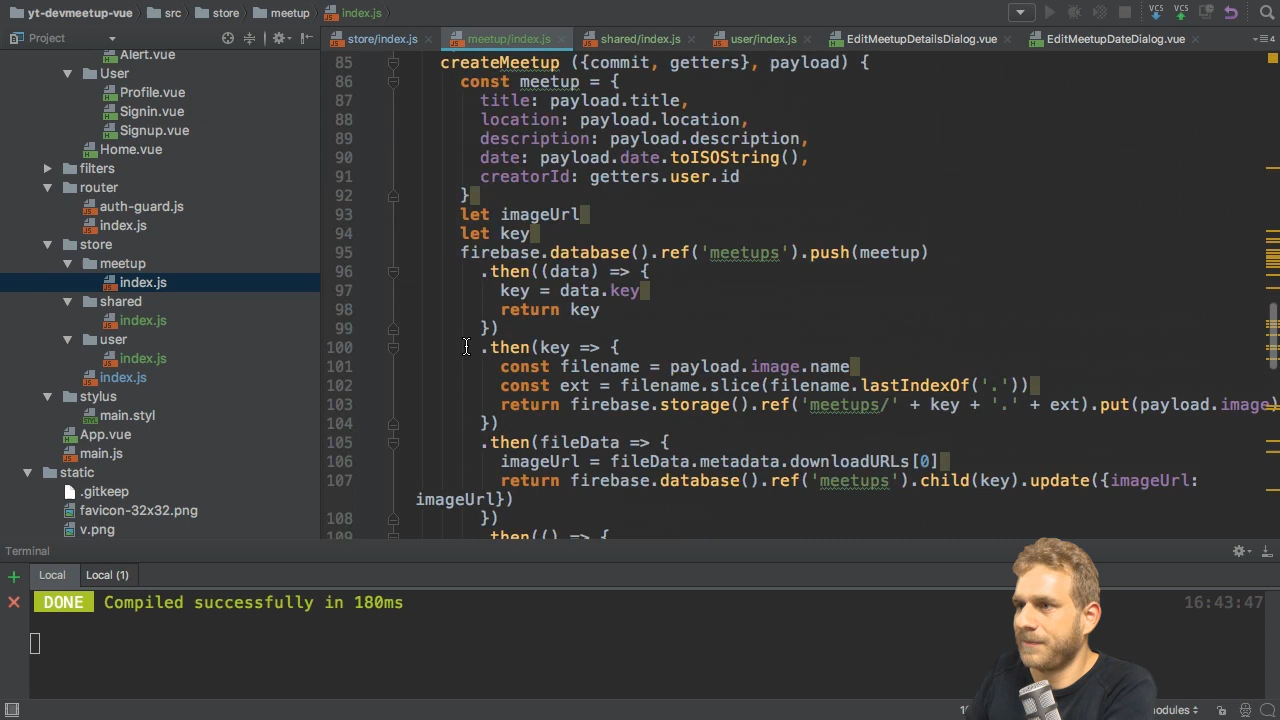 yt-devmeetup-vue src store meetup index.js
VCS VCS
Project
store/index.js meetup/index.js shared/index.js user/index.js EditMeetupDetailsDialog.vue EditMeetupDateDialog.vue
Alert.vue
User
Profile.vue
Signin.vue
Signup.vue
Home.vue
filters
router
auth-guard.js
index.js
store
meetup
index.js
shared
index.js
user
index.js
index.js
stylus
main.styl
App.vue
main.js
static
.gitkeep
favicon-32x32.png
v.png
85 createMeetup ({commit, getters}, payload) {
86 const meetup = {
87 title: payload.title,
88 location: payload.location,
89 description: payload.description,
90 date: payload.date.toISOString(),
91 creatorId: getters.user.id
92 }
93 let imageUrl
94 let key
95 firebase.database().ref('meetups').push(meetup)
96 .then((data) => {
97 key = data.key
98 return key
99 })
100 .then(key => {
101 const filename = payload.image.name
102 const ext = filename.slice(filename.lastIndexOf('.'))
103 return firebase.storage().ref('meetups/' + key + '.' + ext).put(payload.image)
104 })
105 .then(fileData => {
106 imageUrl = fileData.metadata.downloadURLs[0]
107 return firebase.database().ref('meetups').child(key).update({imageUrl:
imageUrl})
108 })
109 .then(() => {
Terminal
Local Local (1)
DONE Compiled successfully in 180ms 16:43:47